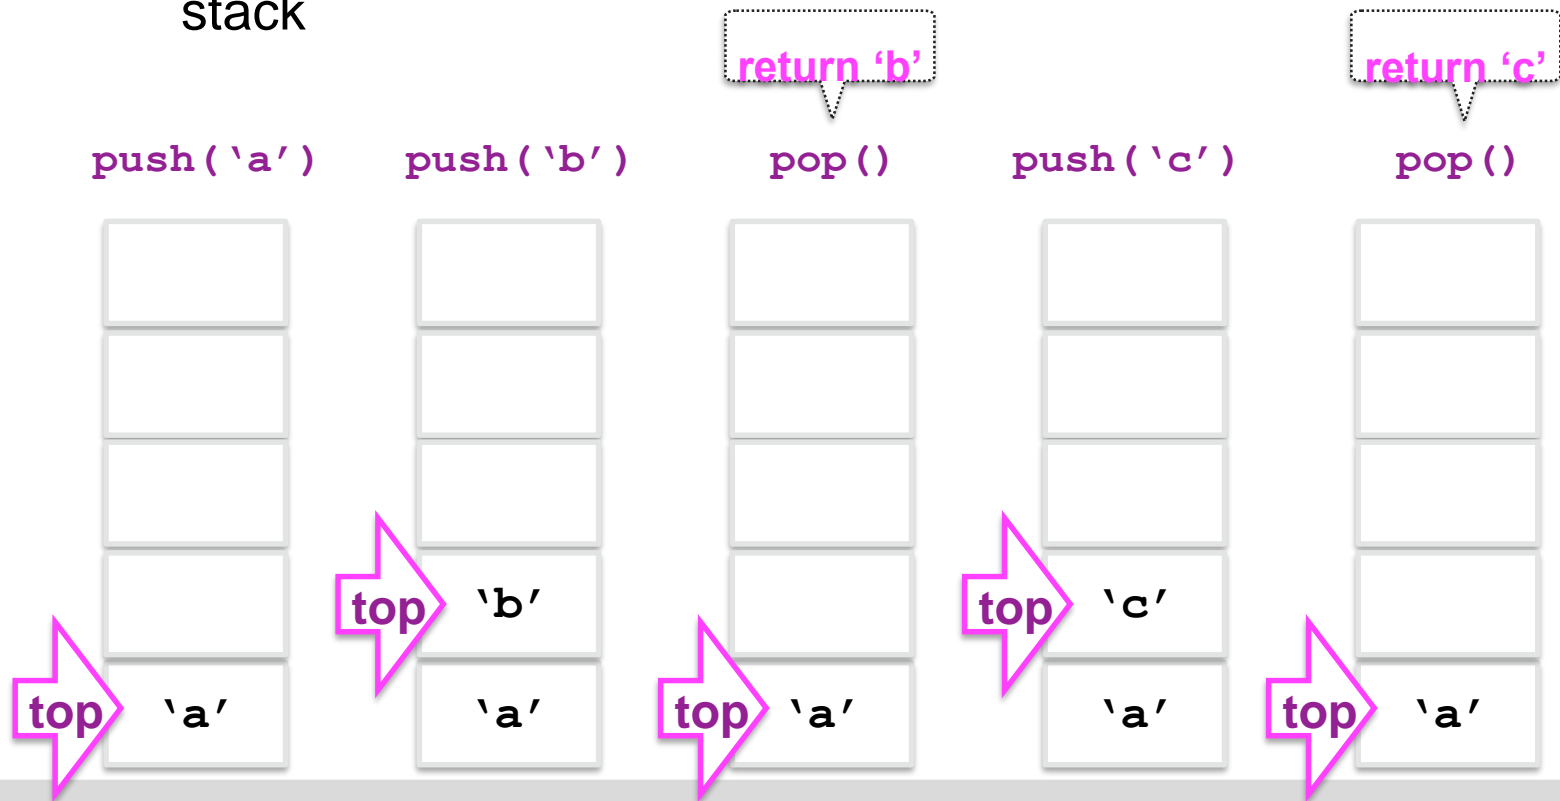 stack
return ‘b’
return ‘c’
push(‘a’)
push(‘b’)
pop()
push(‘c’)
pop()
top
‘b’
top
‘c’
top
‘a’
‘a’
top
‘a’
‘a’
top
‘a’